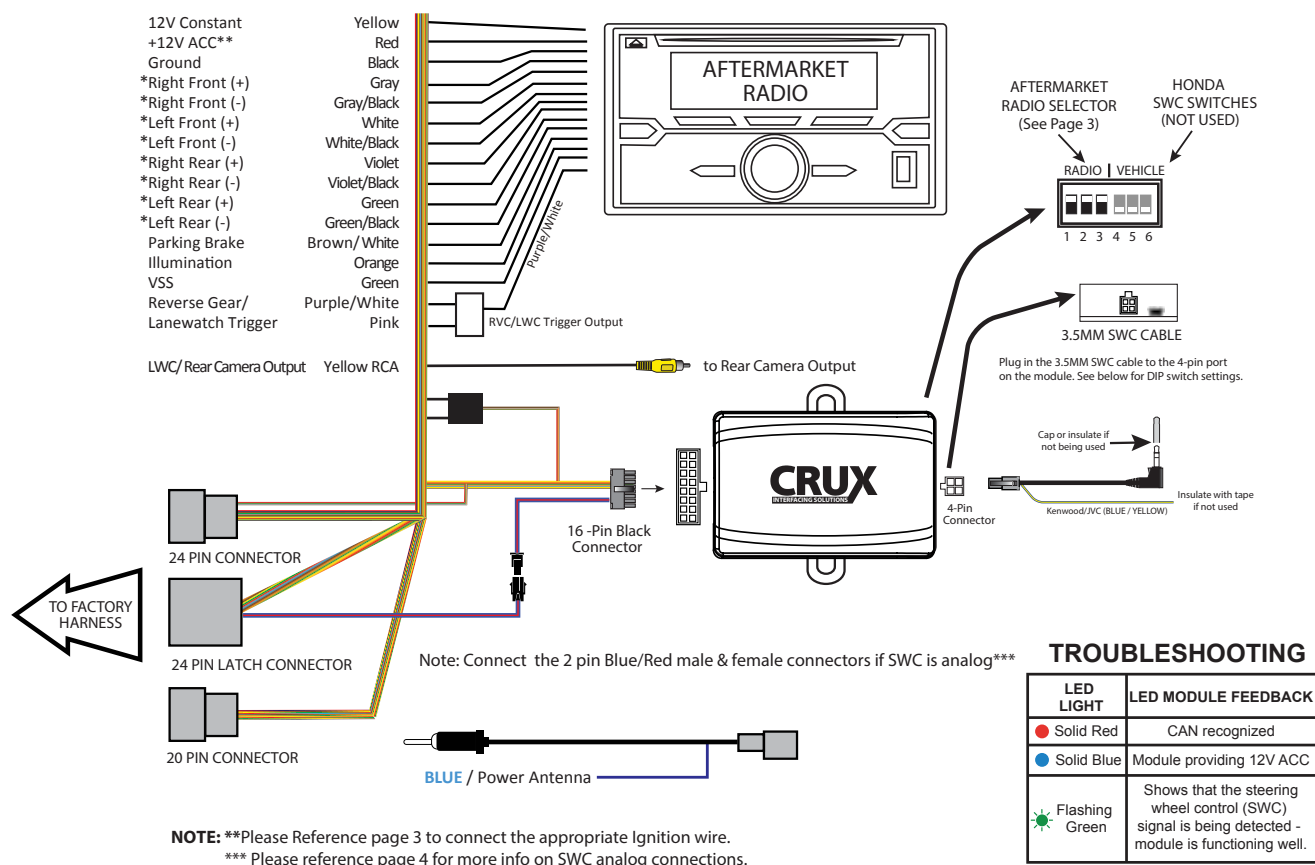 12V Constant Yellow
+12V ACC** Red
Ground Black
*Right Front (+) Gray
*Right Front (-) Gray/Black
*Left Front (+) White
*Left Front (-) White/Black
*Right Rear (+) Violet
*Right Rear (-) Violet/Black
*Left Rear (+) Green
*Left Rear (-) Green/Black
Parking Brake Brown/White
Illumination Orange
VSS Green
Reverse Gear/ Purple/White
Lanewatch Trigger Pink
RVC/LWC Trigger Output
Purple/White
LWC/ Rear Camera Output Yellow RCA
to Rear Camera Output
AFTERMARKET
RADIO
AFTERMARKET
RADIO SELECTOR
(See Page 3)
HONDA
SWC SWITCHES
(NOT USED)
RADIO | VEHICLE
1 2 3 4 5 6
3.5MM SWC CABLE
Plug in the 3.5MM SWC cable to the 4-pin port
on the module. See below for DIP switch settings.
Cap or insulate if
not being used
Insulate with tape
if not used
Kenwood/JVC (BLUE / YELLOW)
4-Pin
Connector
CRUX
INTERFACING SOLUTIONS
16 -Pin Black
Connector
24 PIN CONNECTOR
TO FACTORY
HARNESS
24 PIN LATCH CONNECTOR
20 PIN CONNECTOR
Note: Connect the 2 pin Blue/Red male & female connectors if SWC is analog***
BLUE / Power Antenna
TROUBLESHOOTING
LED
LIGHT
LED MODULE FEEDBACK
Solid Red CAN recognized
Solid Blue Module providing 12V ACC
Flashing
Green
Shows that the steering
wheel control (SWC)
signal is being detected -
module is functioning well.
NOTE: **Please Reference page 3 to connect the appropriate Ignition wire.
*** Please reference page 4 for more info on SWC analog connections.